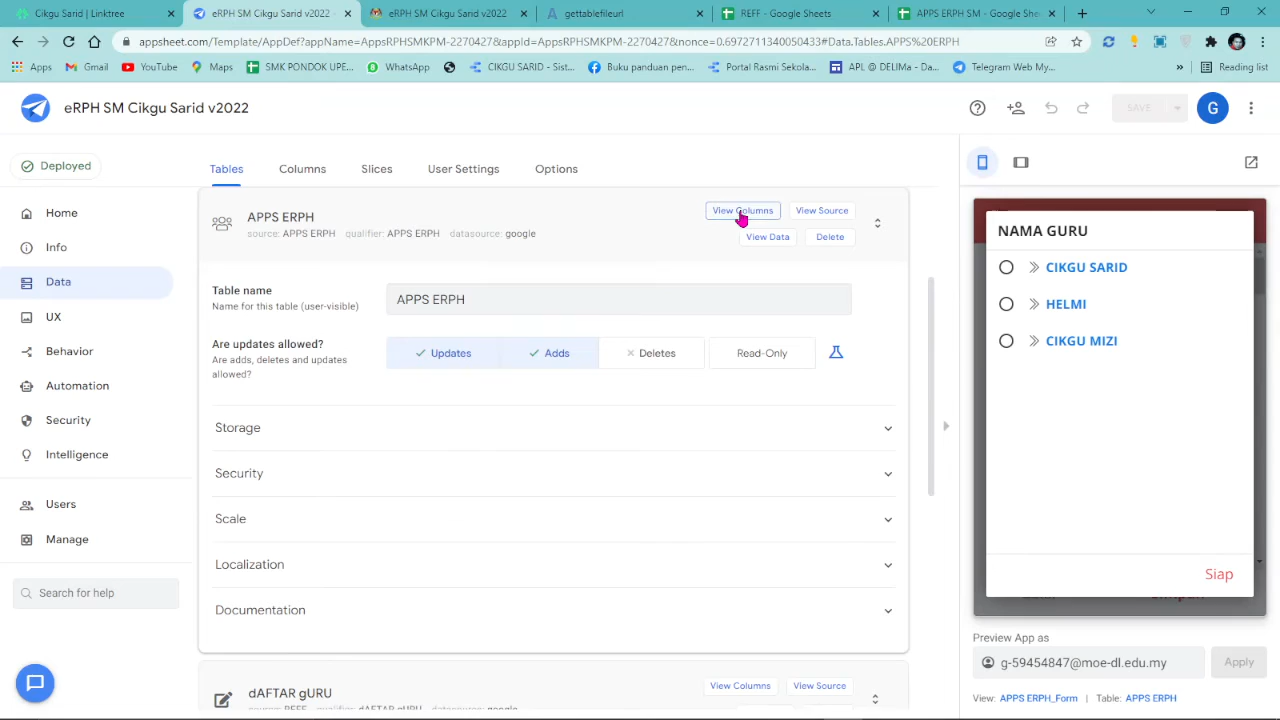 Cikgu Sarid | Linktree
eRPH SM Cikgu Sarid v2022 -
eRPH SM Cikgu Sarid v2022 -
gettablefileurl
REFF - Google Sheets
APPS ERPH SM - Google She
appsheet.com/Template/AppDef?appName=AppsRPHSMKPM-2270427&appId=AppsRPHSMKPM-2270427&nonce=0.6972711340050433#Data.Tables.APPS%20ERPH
Apps
Gmail
YouTube
Maps
SMK PONDOK UPE...
WhatsApp
CIKGU SARID - Sist...
Buku panduan pen...
Portal Rasmi Sekola...
APL @ DELIMa - Da...
Telegram Web My...
»
Reading list
eRPH SM Cikgu Sarid v2022
SAVE
G
Deployed
Tables
Columns
Slices
User Settings
Options
Home
Info
Data
UX
Behavior
Automation
Security
Intelligence
Users
Manage
Search for help
APPS ERPH
source: APPS ERPH qualifier: APPS ERPH datasource: google
View Columns
View Source
View Data
Delete
Table name
Name for this table (user-visible)
APPS ERPH
Are updates allowed?
Are adds, deletes and updates
allowed?
Updates
Adds
Deletes
Read-Only
Storage
Security
Scale
Localization
Documentation
dAFTAR gURU
source: REFF qualifier: dAFTAR gURU datasource: google
View Columns
View Source
NAMA GURU
CIKGU SARID
HELMI
CIKGU MIZI
Siap
Preview App as
g-59454847@moe-dl.edu.my
Apply
View: APPS ERPH_Form | Table: APPS ERPH